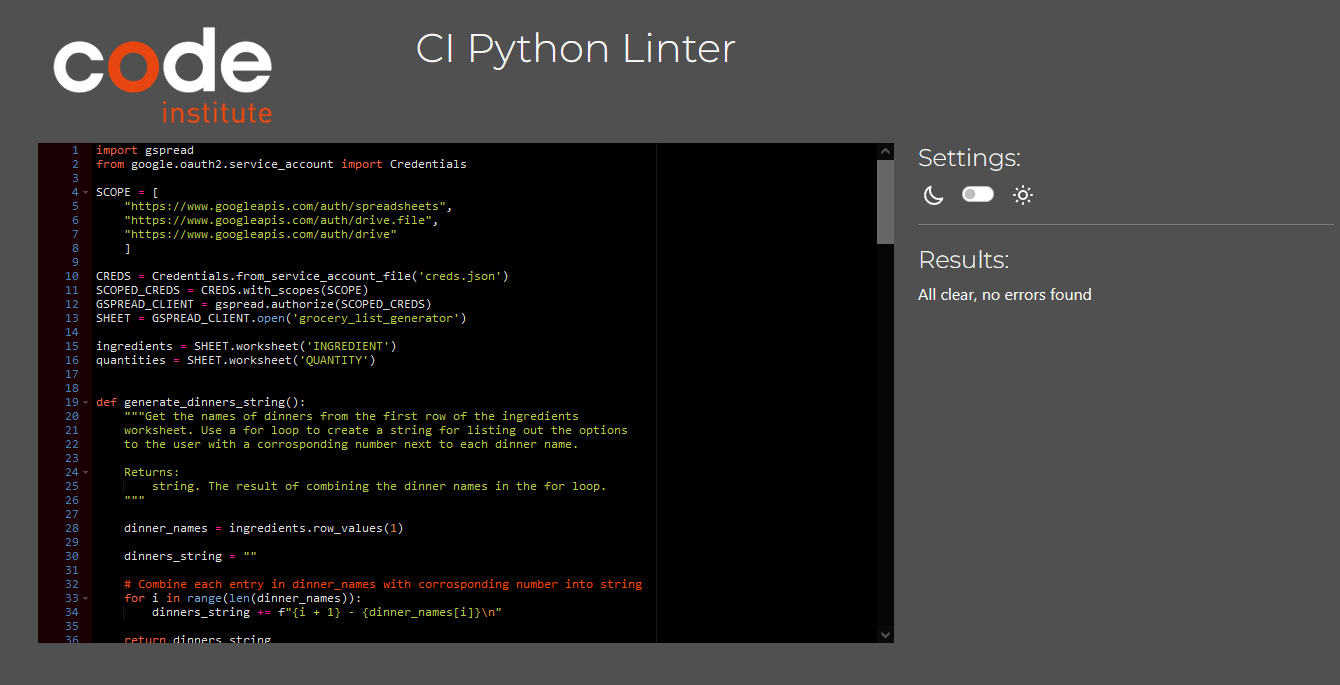 code
institute
CI Python Linter
1 import gspread
2 from google.oauth2.service_account import Credentials
3
4 SCOPE = [
5     "https://www.googleapis.com/auth/spreadsheets",
6     "https://www.googleapis.com/auth/drive.file",
7     "https://www.googleapis.com/auth/drive"
8     ]
9
10 CREDS = Credentials.from_service_account_file('creds.json')
11 SCOPED_CREDS = CREDS.with_scopes(SCOPE)
12 GSPREAD_CLIENT = gspread.authorize(SCOPED_CREDS)
13 SHEET = GSPREAD_CLIENT.open('grocery_list_generator')
14
15 ingredients = SHEET.worksheet('INGREDIENT')
16 quantities = SHEET.worksheet('QUANTITY')
17
18
19 def generate_dinners_string():
20     """Get the names of dinners from the first row of the ingredients
21     worksheet. Use a for loop to create a string for listing out the options
22     to the user with a corrosponding number next to each dinner name.
23
24     Returns:
25         string. The result of combining the dinner names in the for loop.
26     """
27
28     dinner_names = ingredients.row_values(1)
29
30     dinners_string = ""
31
32     # Combine each entry in dinner_names with corrosponding number into string
33     for i in range(len(dinner_names)):
34         dinners_string += f"{i + 1} - {dinner_names[i]}\n"
35
36     return dinners_string
Settings:
Results:
All clear, no errors found